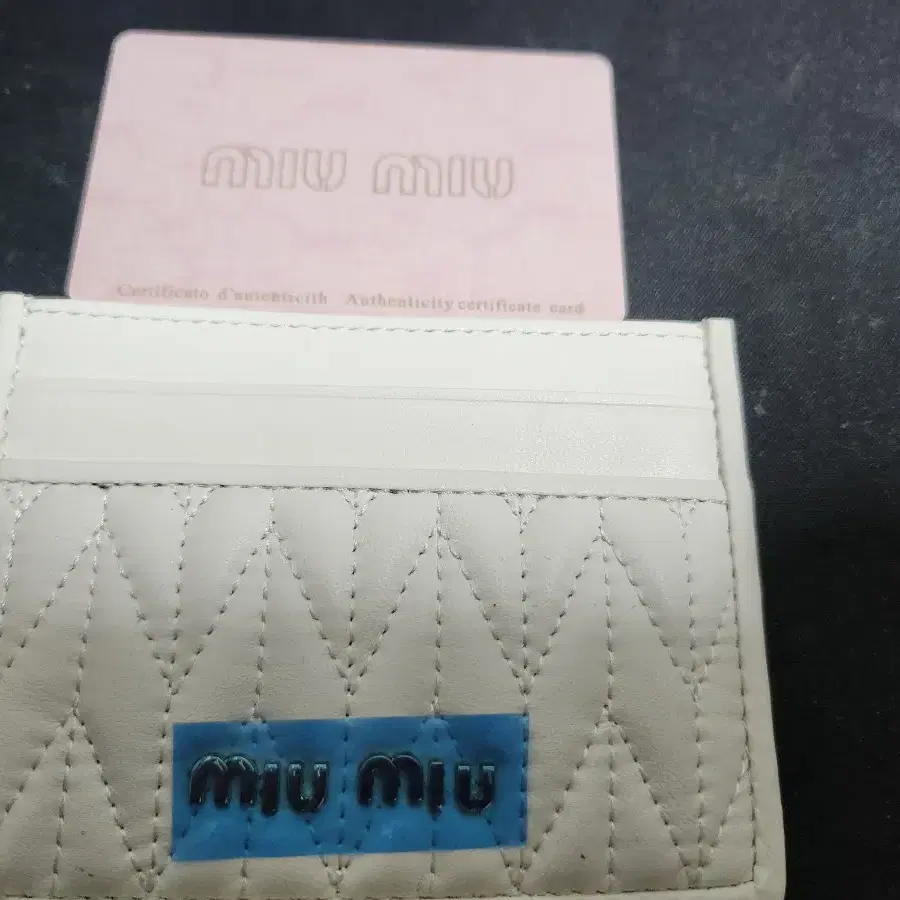 MIU MIU
Certificato d'autenticith Authenticity certificate card
MIU MIU